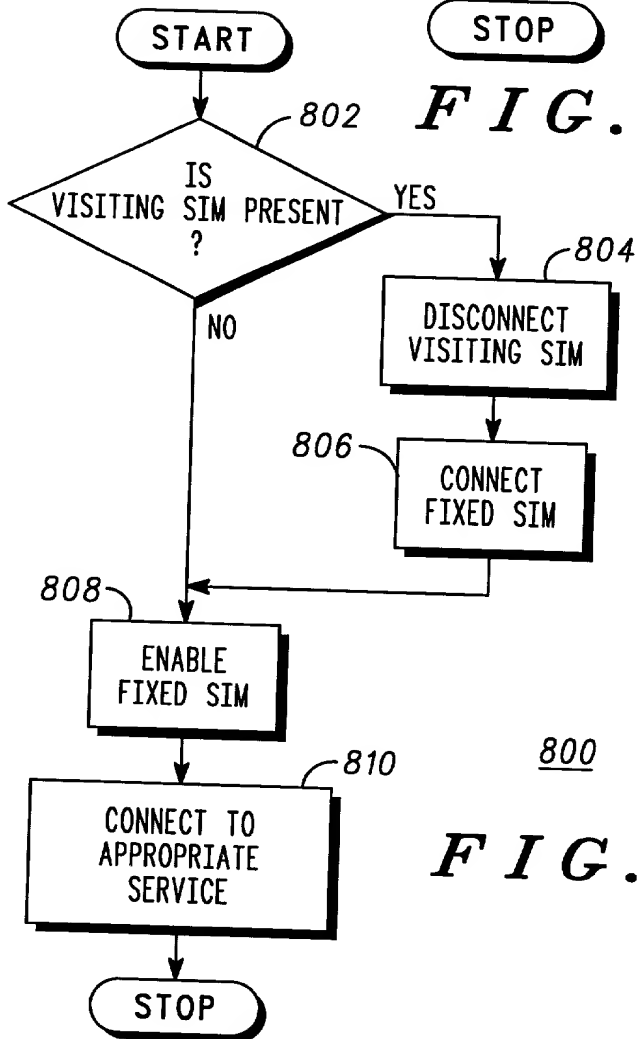 START
STOP
FIG.
802
IS
VISITING SIM PRESENT
?
YES
804
DISCONNECT
VISITING SIM
NO
806
CONNECT
FIXED SIM
808
ENABLE
FIXED SIM
800
810
CONNECT TO
APPROPRIATE
SERVICE
FIG.
STOP